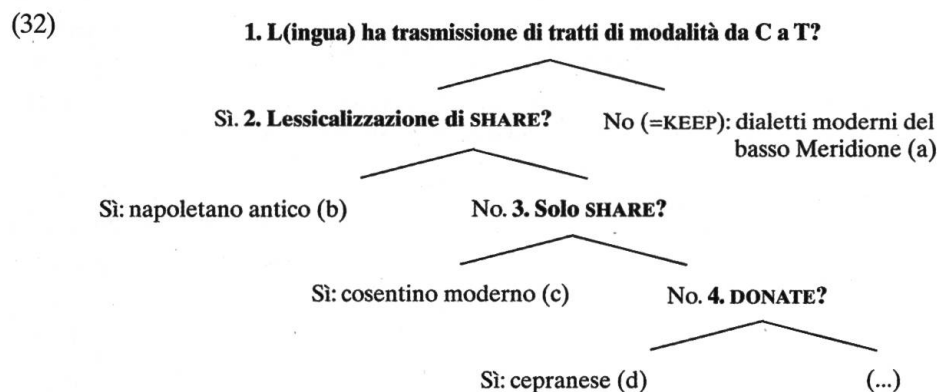 (32)
1. L(ingua) ha trasmissione di tratti di modalità da C a T?
Sì. 2. Lessicalizzazione di SHARE?
No (=KEEP): dialetti moderni del
basso Meridione (a)
Sì: napoletano antico (b)
No. 3. Solo SHARE?
Sì: cosentino moderno (c)
No. 4. DONATE?
Sì: cepranese (d)
(...)